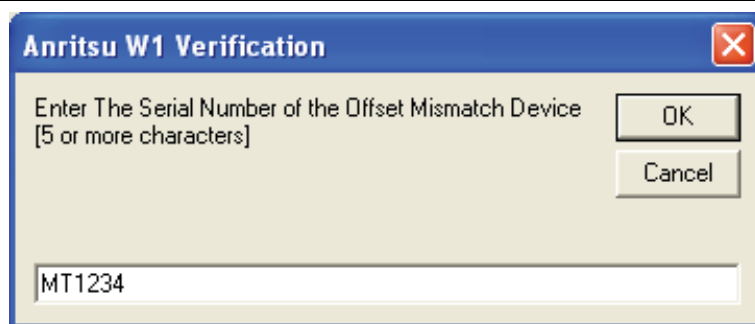 Anritsu W1 Verification
Enter The Serial Number of the Offset Mismatch Device
[5 or more characters]
OK
Cancel
MT1234